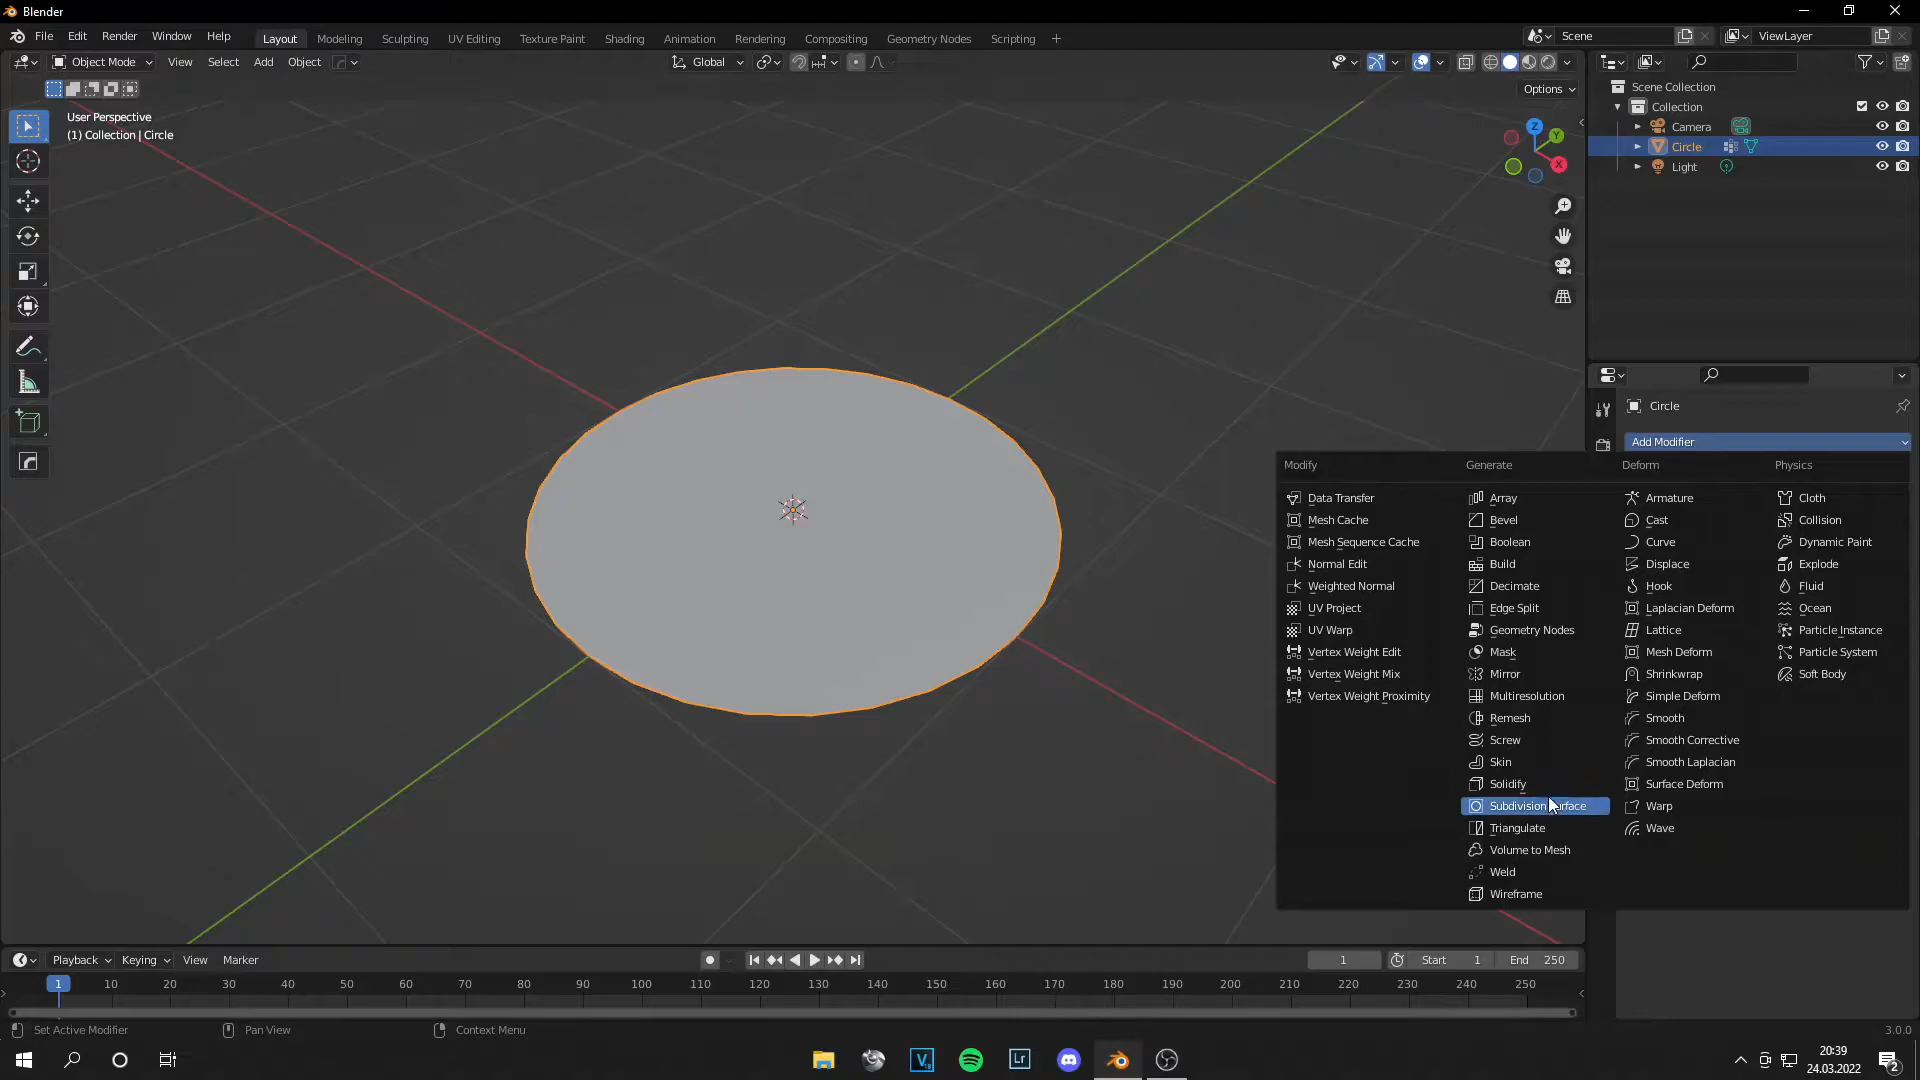 Blender
File Edit Render Window Help
Layout Modeling Sculpting UV Editing Texture Paint Shading Animation Rendering Compositing Geometry Nodes Scripting +
Scene
ViewLayer
Object Mode View Select Add Object
Global
Options
User Perspective
(1) Collection | Circle
Z
Y
X
Scene Collection
Collection
Camera
Circle
Light
Circle
Add Modifier
Modify
Data Transfer
Mesh Cache
Mesh Sequence Cache
Normal Edit
Weighted Normal
UV Project
UV Warp
Vertex Weight Edit
Vertex Weight Mix
Vertex Weight Proximity
Generate
Array
Bevel
Boolean
Build
Decimate
Edge Split
Geometry Nodes
Mask
Mirror
Multiresolution
Remesh
Screw
Skin
Solidify
Subdivision Surface
Triangulate
Volume to Mesh
Weld
Wireframe
Deform
Armature
Cast
Curve
Displace
Hook
Laplacian Deform
Lattice
Mesh Deform
Shrinkwrap
Simple Deform
Smooth
Smooth Corrective
Smooth Laplacian
Surface Deform
Warp
Wave
Physics
Cloth
Collision
Dynamic Paint
Explode
Fluid
Ocean
Particle Instance
Particle System
Soft Body
Playback Keying View Marker
1 Start 1 End 250
1 10 20 30 40 50 60 70 80 90 100 110 120 130 140 150 160 170 180 190 200 210 220 230 240 250
Set Active Modifier Pan View Context Menu
3.0.0
Lr
20:39
24.03.2022
2